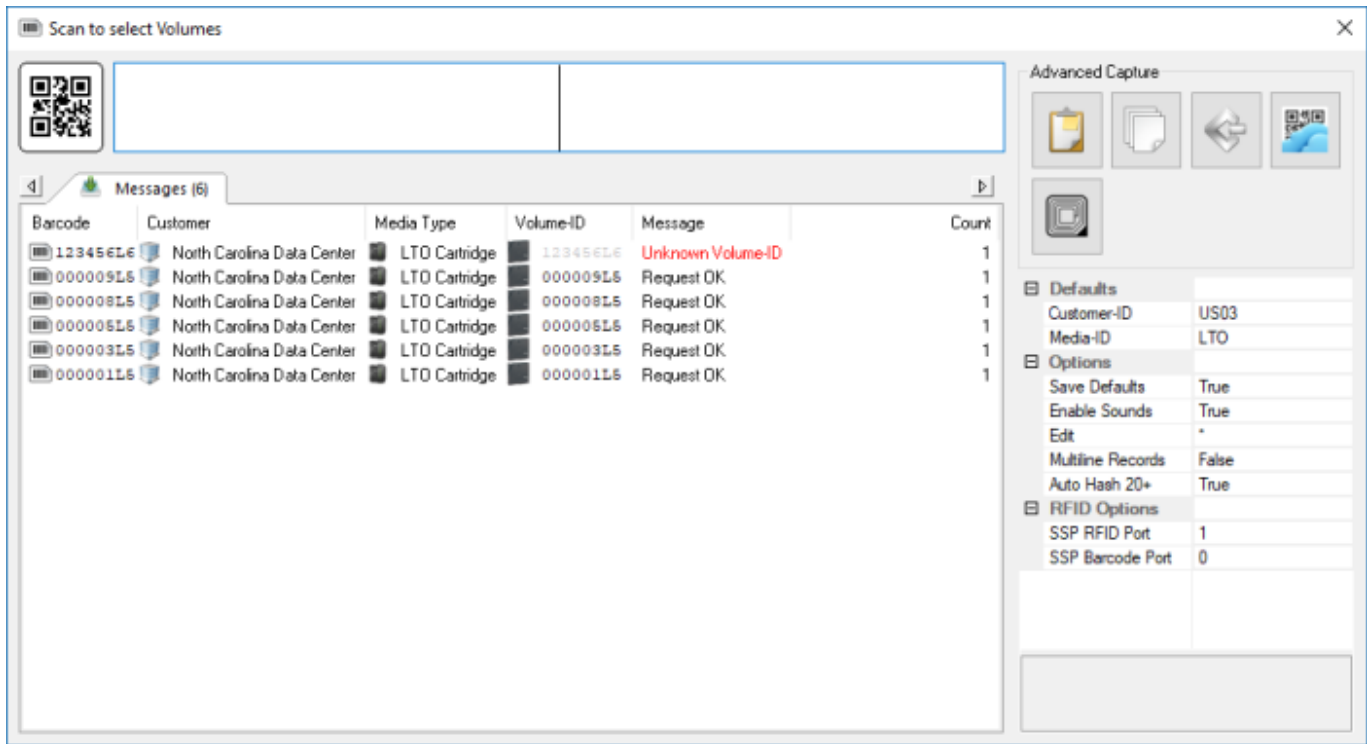 Scan to select Volumes
Advanced Capture
Messages (6)
Barcode Customer Media Type Volume-ID Message Count
123456L6 North Carolina Data Center LTO Cartridge 123456L6 Unknown Volume-ID 1
000009L5 North Carolina Data Center LTO Cartridge 000009L5 Request OK 1
000008L5 North Carolina Data Center LTO Cartridge 000008L5 Request OK 1
000005L5 North Carolina Data Center LTO Cartridge 000005L5 Request OK 1
000003L5 North Carolina Data Center LTO Cartridge 000003L5 Request OK 1
000001L5 North Carolina Data Center LTO Cartridge 000001L5 Request OK 1
Defaults
Customer-ID US03
Media-ID LTO
Options
Save Defaults True
Enable Sounds True
Edit *
Multiline Records False
Auto Hash 20+ True
RFID Options
SSP RFID Port 1
SSP Barcode Port 0